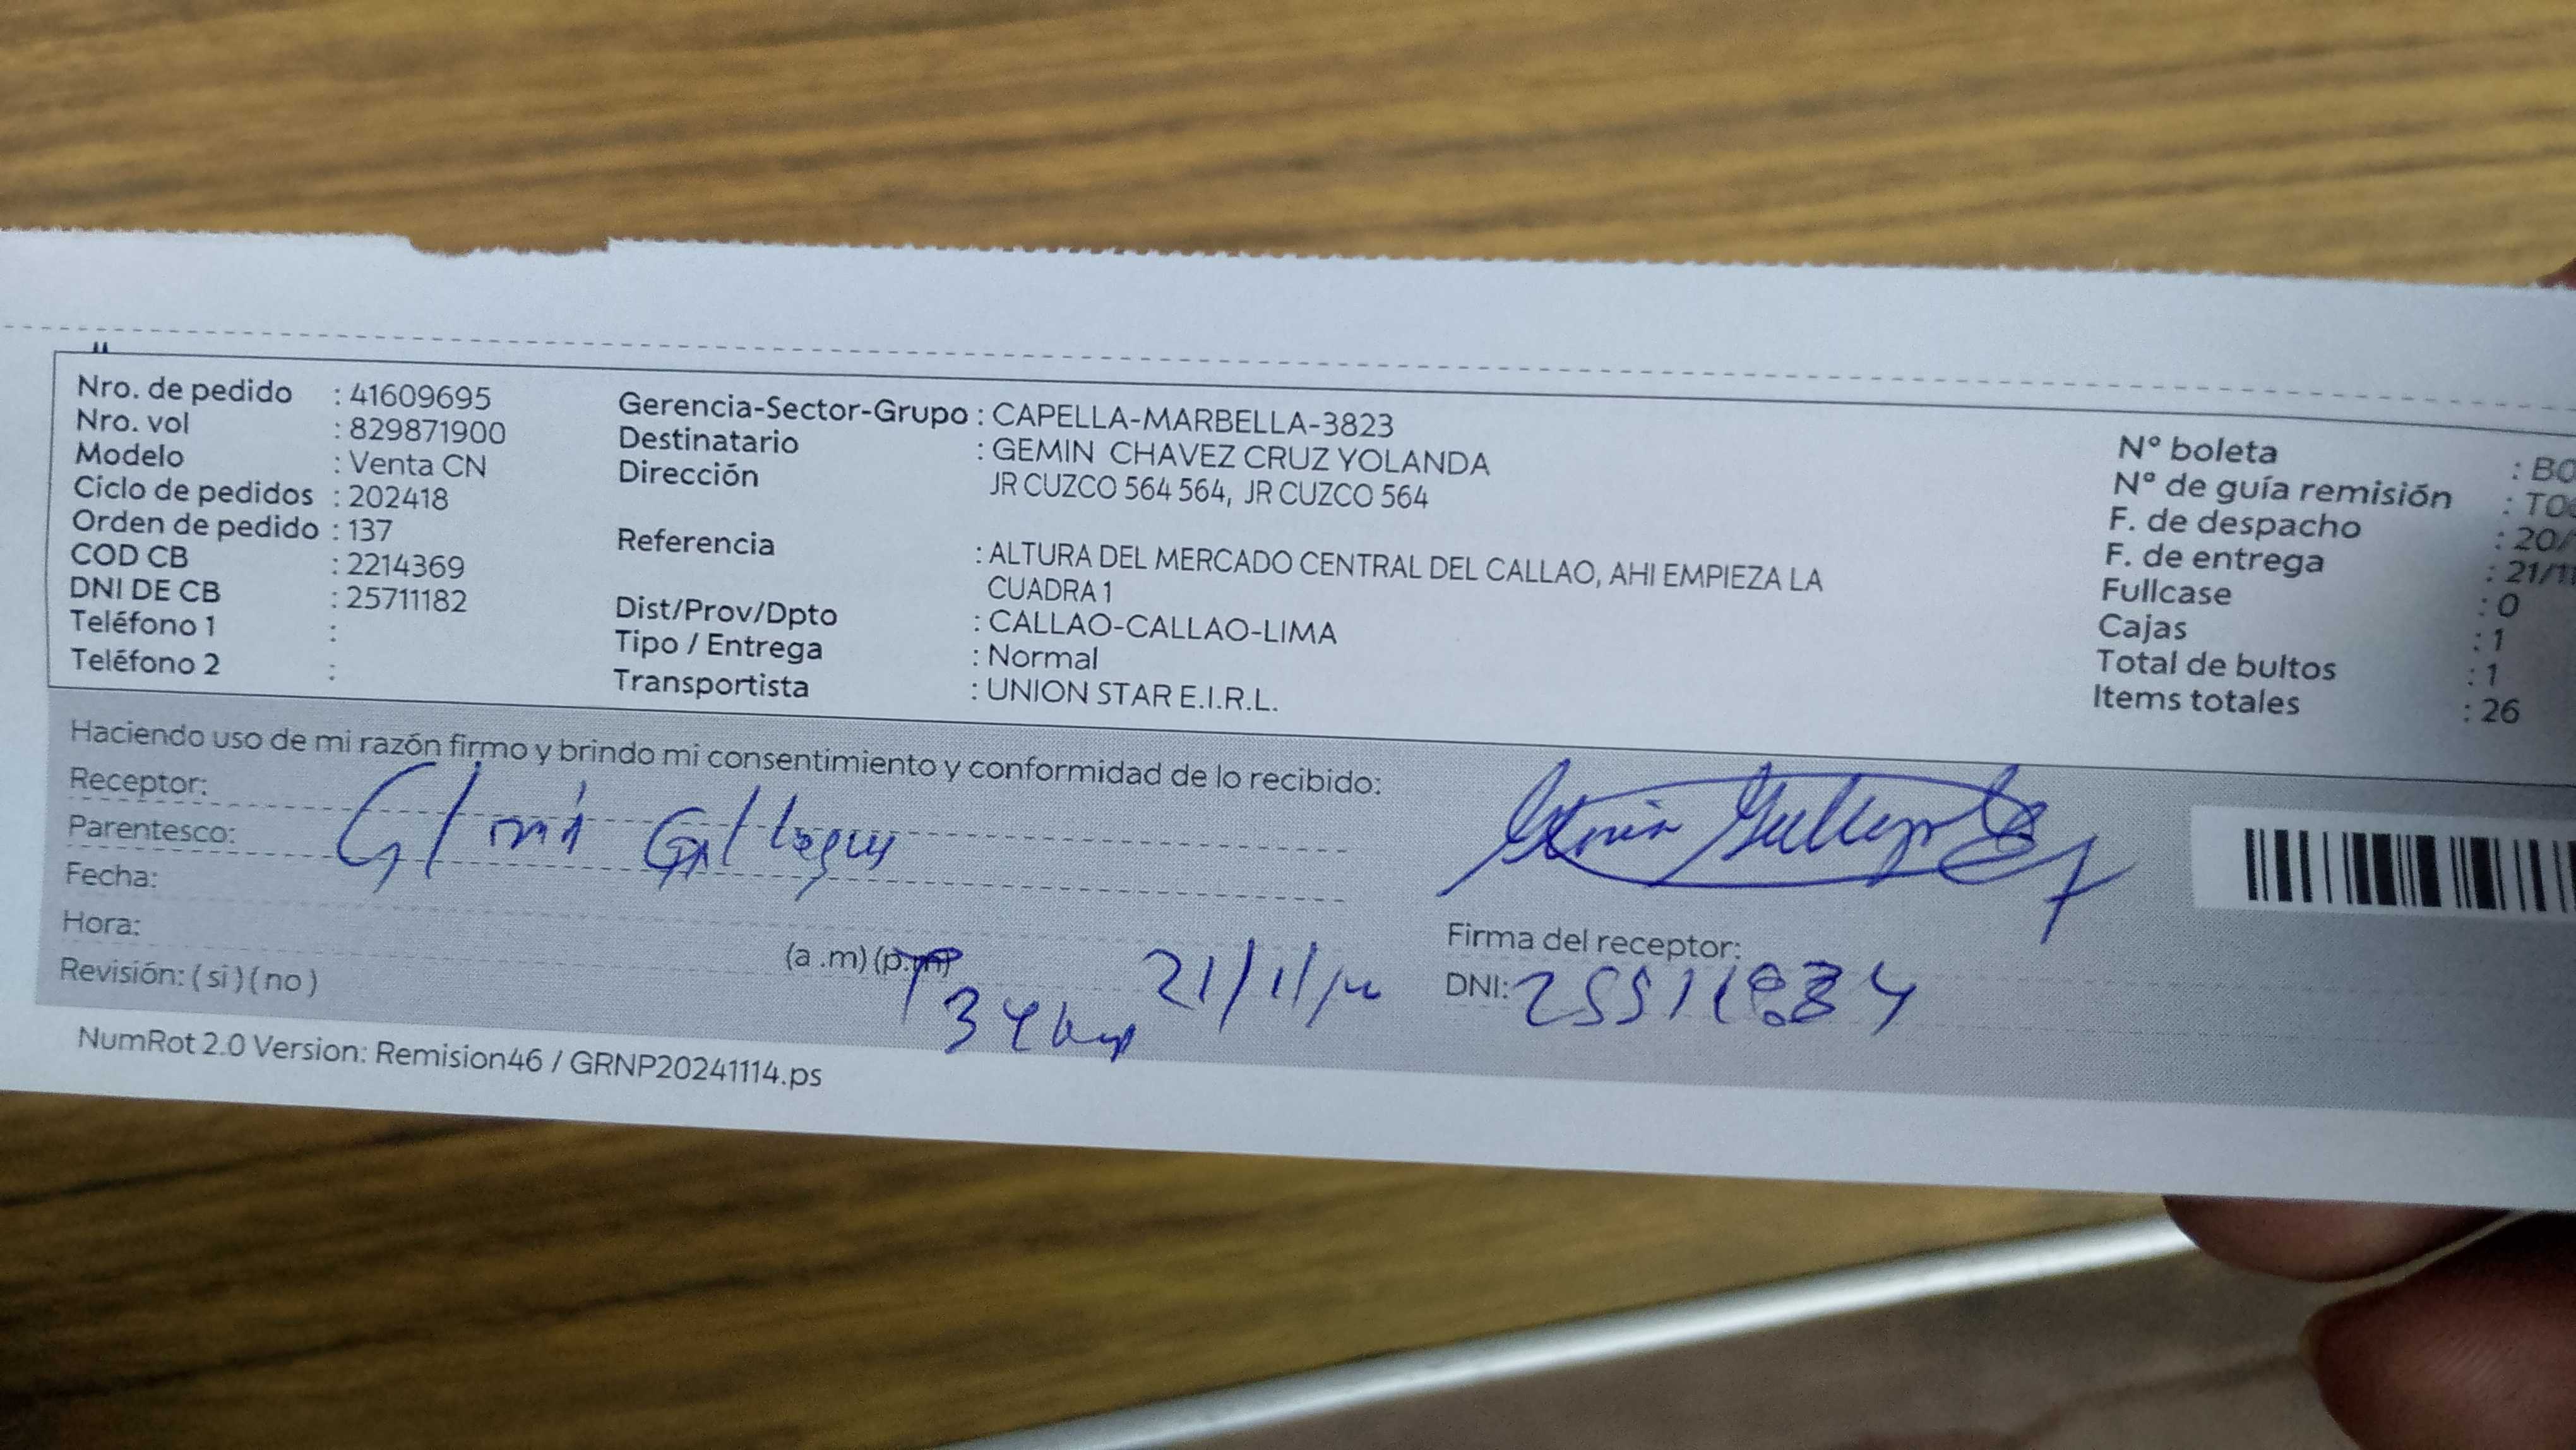 Nro. de pedido : 41609695
Nro. vol : 829871900
Modelo : Venta CN
Ciclo de pedidos : 202418
Orden de pedido : 137
COD CB : 2214369
DNI DE CB : 25711182
Teléfono 1 :
Teléfono 2 :
Gerencia-Sector-Grupo : CAPELLA-MARBELLA-3823
Destinatario : GEMIN CHAVEZ CRUZ YOLANDA
Dirección JR CUZCO 564 564, JR CUZCO 564
Referencia : ALTURA DEL MERCADO CENTRAL DEL CALLAO, AHI EMPIEZA LA
CUADRA 1
Dist/Prov/Dpto : CALLAO-CALLAO-LIMA
Tipo / Entrega : Normal
Transportista : UNION STAR E.I.R.L.
N° boleta : BO
N° de guía remisión : T0
F. de despacho : 20/
F. de entrega : 21/11
Fullcase : 0
Cajas : 1
Total de bultos : 1
Items totales : 26
Haciendo uso de mi razón firmo y brindo mi consentimiento y conformidad de lo recibido:
Receptor:
Parentesco:
Fecha:
Hora: (a .m) (p.m)
Revisión: ( si ) ( no )
21/11/
Firma del receptor:
DNI:
NumRot 2.0 Version: Remision46 / GRNP20241114.ps